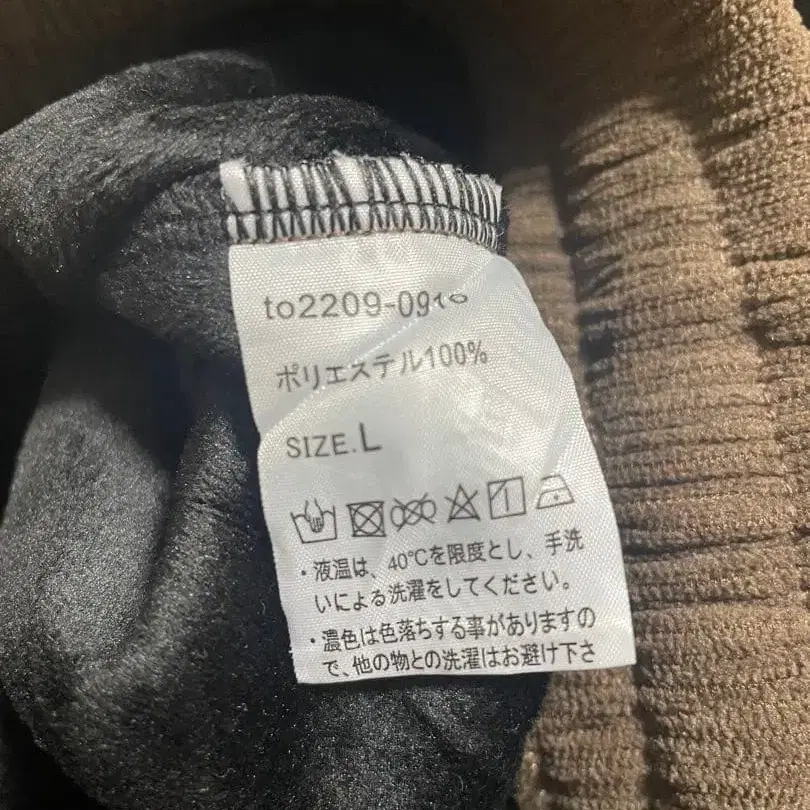 ポリエステル100%
SIZE.L
・液温は、40℃を限度とし、手洗
いによる洗濯をしてください。
・濃色は色落ちする事がありますの
で、他の物との洗濯はお避け下さ